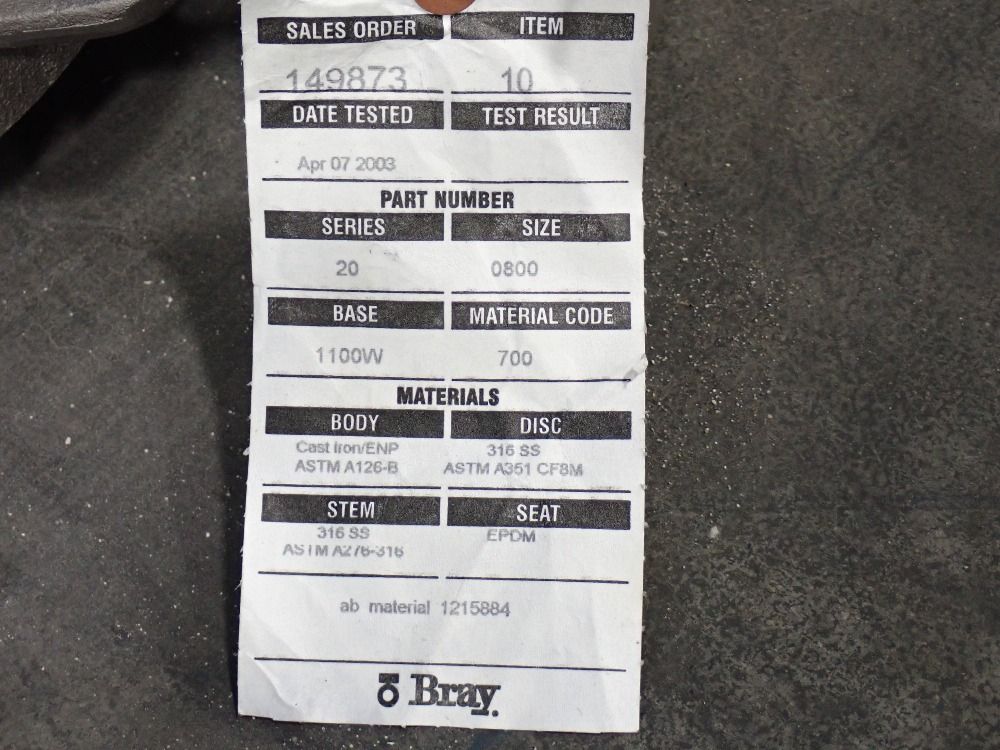 SALES ORDER ITEM
149873 10
DATE TESTED TEST RESULT
Apr 07 2003
PART NUMBER
SERIES SIZE
20 0800
BASE MATERIAL CODE
1100W 700
MATERIALS
BODY DISC
Cast Iron/ENP 316 SS
ASTM A126-B ASTM A351 CF8M
STEM SEAT
316 SS EPDM
ASTM A276-316
ab material 1215884
Bray